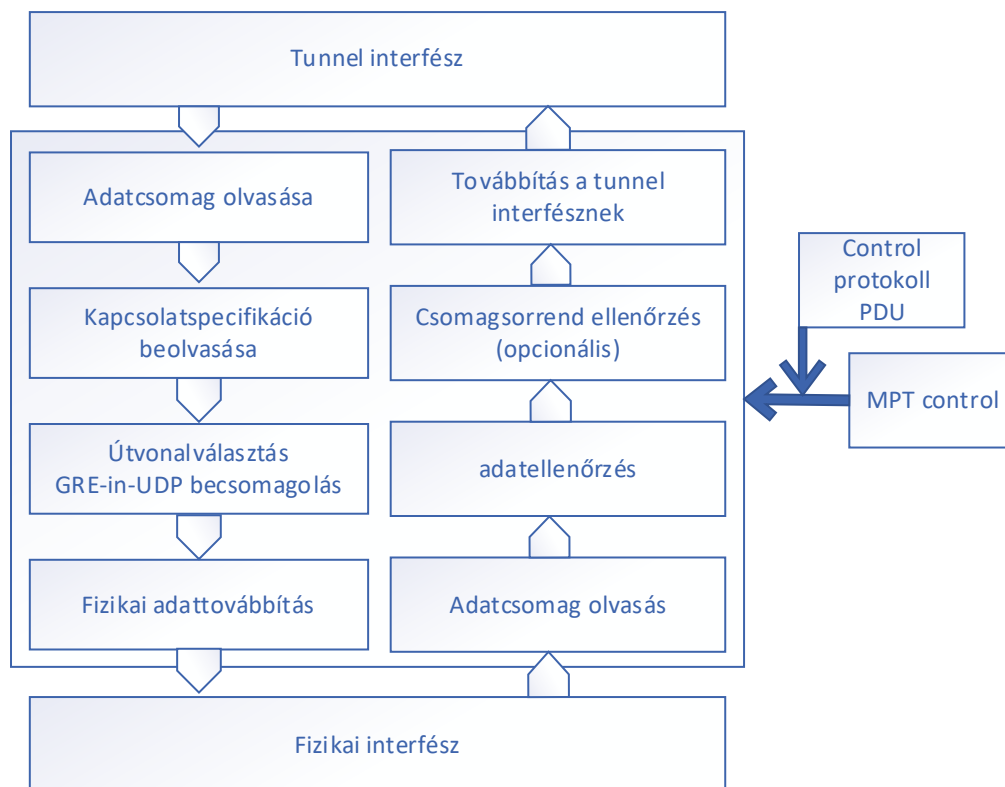 Tunnel interfész
Adatcsomag olvasása
Továbbítás a tunnel
interfésznek
Kapcsolatspecifikáció
beolvasása
Csomagsorrend ellenőrzés
(opcionális)
Control
protokoll
PDU
MPT control
Útvonalválasztás
GRE-in-UDP becsomagolás
adatellenőrzés
Fizikai adattovábbítás
Adatcsomag olvasás
Fizikai interfész